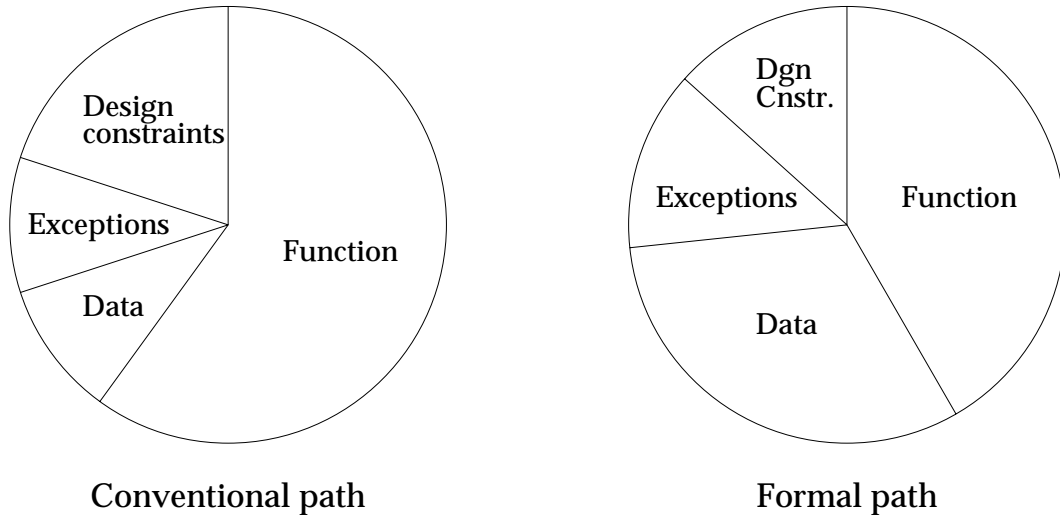 Design
constraints
Exceptions
Function
Data
Conventional path
Dgn
Cnstr.
Exceptions
Function
Data
Formal path